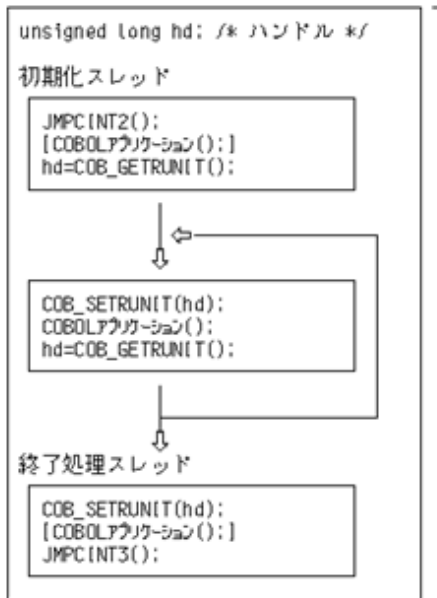 unsigned long hd; /* ハンドル */
初期化スレッド
JMPCINT2();
[COBOLアプリケーション();]
hd=COB_GETRUNIT();
COB_SETRUNIT(hd);
COBOLアプリケーション();
hd=COB_GETRUNIT();
終了処理スレッド
COB_SETRUNIT(hd);
[COBOLアプリケーション();]
JMPCINT3();